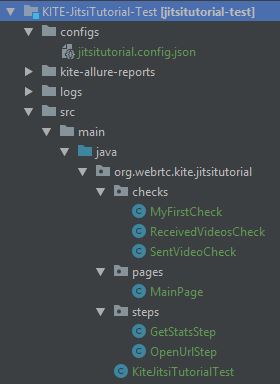 KITE-JitsiTutorial-Test [jitsitutorial-test]
configs
jitsitutorial.config.json
kite-allure-reports
logs
src
main
java
org.webrtc.kite.jitsitutorial
checks
MyFirstCheck
ReceivedVideosCheck
SentVideoCheck
pages
MainPage
steps
GetStatsStep
OpenUrlStep
KiteJitsiTutorialTest